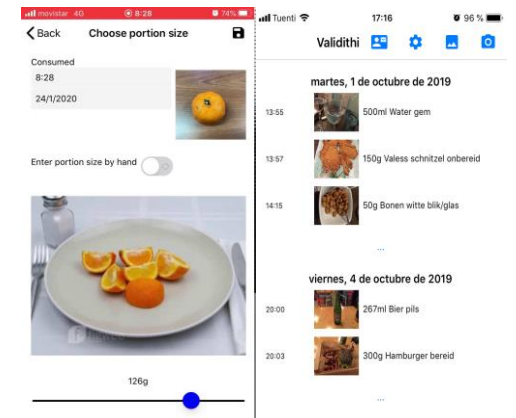 movistar 4G 8:28 74%
Back Choose portion size
Consumed
8:28
24/1/2020
Enter portion size by hand
126g
Tuenti 17:16 96 %
Validithi
martes, 1 de octubre de 2019
13:55 500ml Water gem
13:57 150g Valess schnitzel onbereid
14:15 50g Bonen witte blik/glas
...
viernes, 4 de octubre de 2019
20:00 267ml Bier pils
20:03 300g Hamburger bereid
...